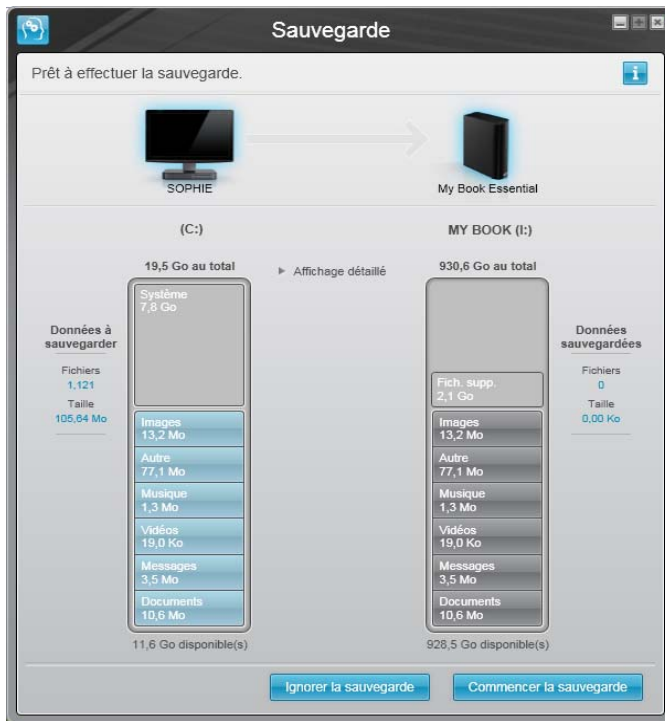 Sauvegarde
Prêt à effectuer la sauvegarde.
SOPHIE
My Book Essential
(C:)
MY BOOK (I:)
19,5 Go au total
Affichage détaillé
930,6 Go au total
Données à
sauvegarder
Fichiers
1,121
Taille
105,64 Mo
Système
7,8 Go
Images
13,2 Mo
Autre
77,1 Mo
Musique
1,3 Mo
Vidéos
19,0 Ko
Messages
3,5 Mo
Documents
10,6 Mo
11,6 Go disponible(s)
Fich. supp.
2,1 Go
Images
13,2 Mo
Autre
77,1 Mo
Musique
1,3 Mo
Vidéos
19,0 Ko
Messages
3,5 Mo
Documents
10,6 Mo
928,5 Go disponible(s)
Données
sauvegardées
Fichiers
0
Taille
0,00 Ko
Ignorer la sauvegarde
Commencer la sauvegarde